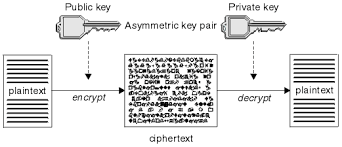 Public key
Private key
Asymmetric key pair
plaintext
encrypt
decrypt
plaintext
ciphertext